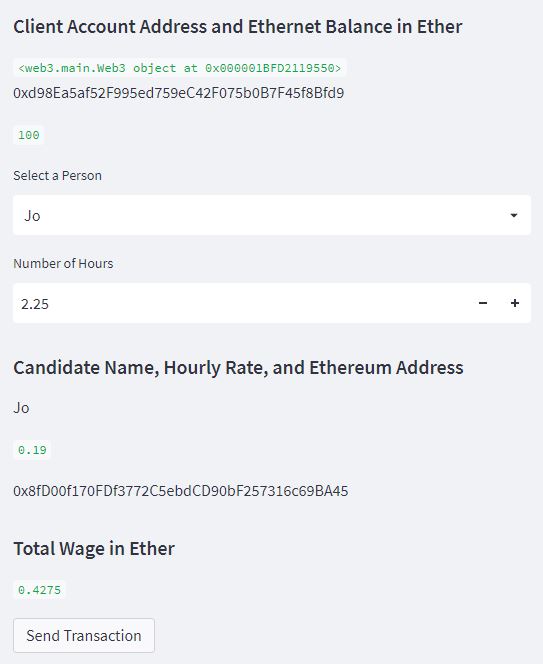 Client Account Address and Ethernet Balance in Ether
<web3.main.Web3 object at 0x000001BFD2119550>
0xd98Ea5af52F995ed759eC42F075b0B7F45f8Bfd9
100
Select a Person
Jo
Number of Hours
2.25
Candidate Name, Hourly Rate, and Ethereum Address
Jo
0.19
0x8fD00f170FDf3772C5ebdCD90bF257316c69BA45
Total Wage in Ether
0.4275
Send Transaction